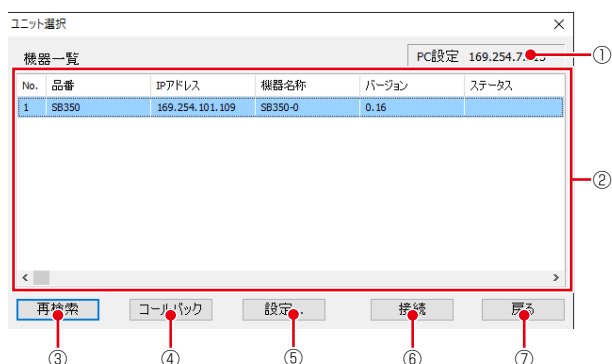 ユニット選択
機器一覧
PC設定 169.254.7. ①
No. 品番 IPアドレス 機器名称 バージョン ステータス
1 SB350 169.254.101.109 SB350-0 0.16
②
再検索 コールバック 設定... 接続 戻る
③ ④ ⑤ ⑥ ⑦